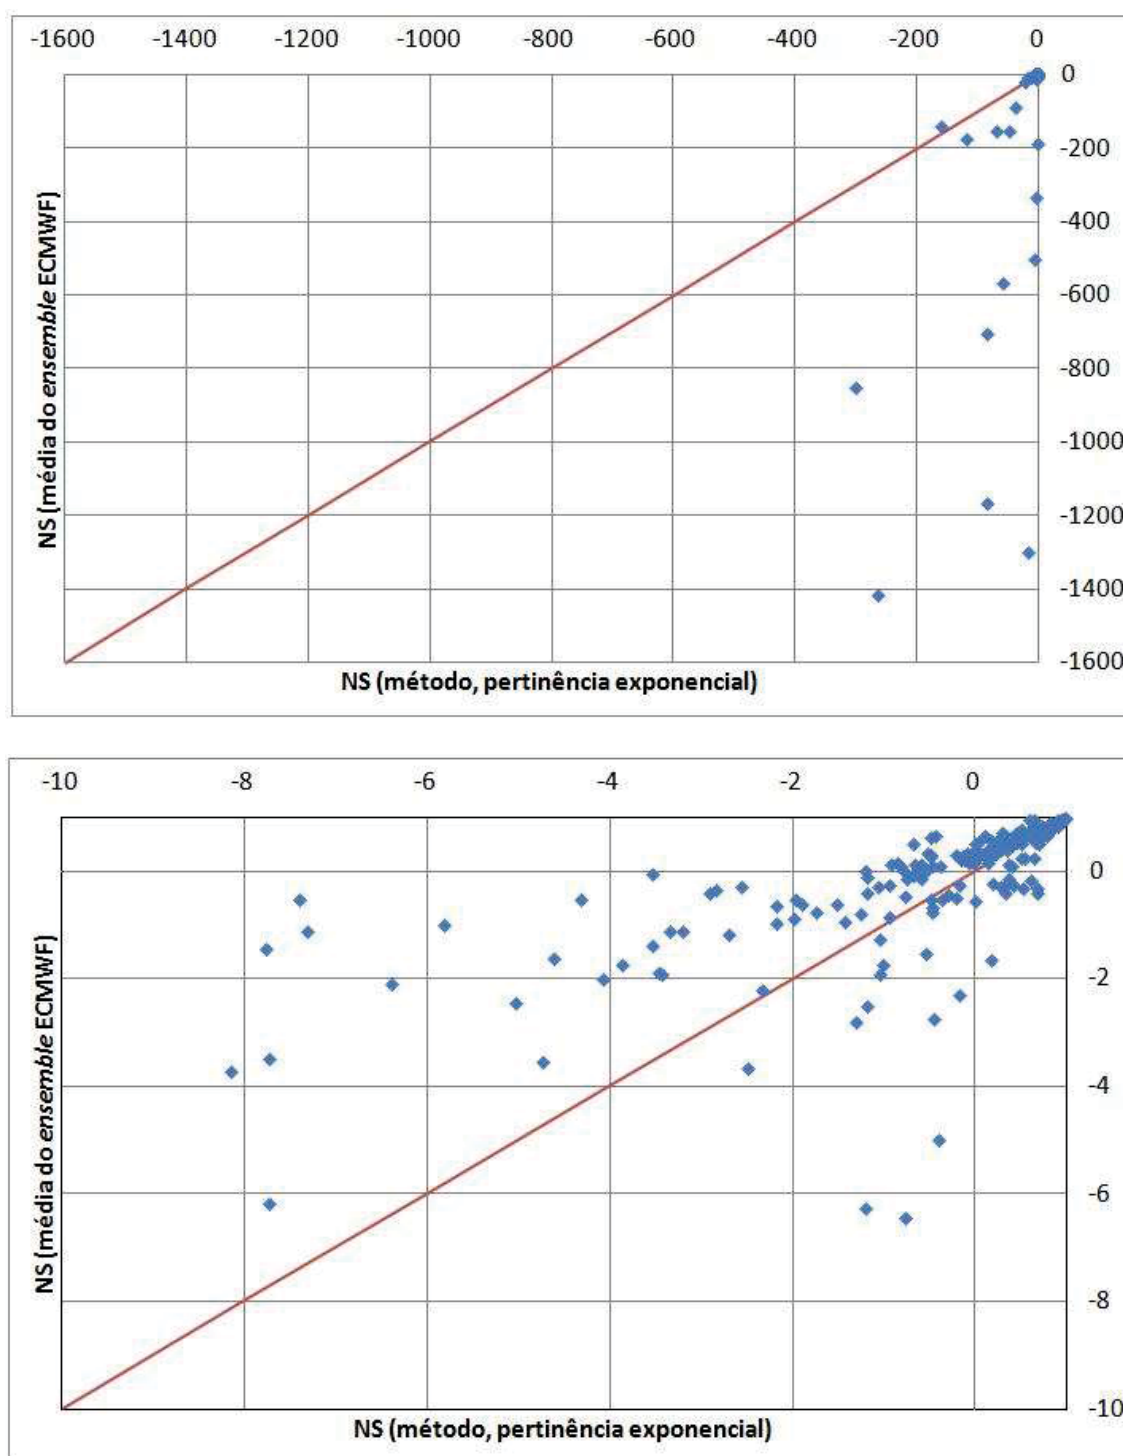 -1600 -1400 -1200 -1000 -800 -600 -400 -200 0
0
-200
-400
-600
-800
-1000
-1200
-1400
-1600
NS (média do ensemble ECMWF)
NS (método, pertinência exponencial)
-10 -8 -6 -4 -2 0
0
-2
-4
-6
-8
-10
NS (média do ensemble ECMWF)
NS (método, pertinência exponencial)